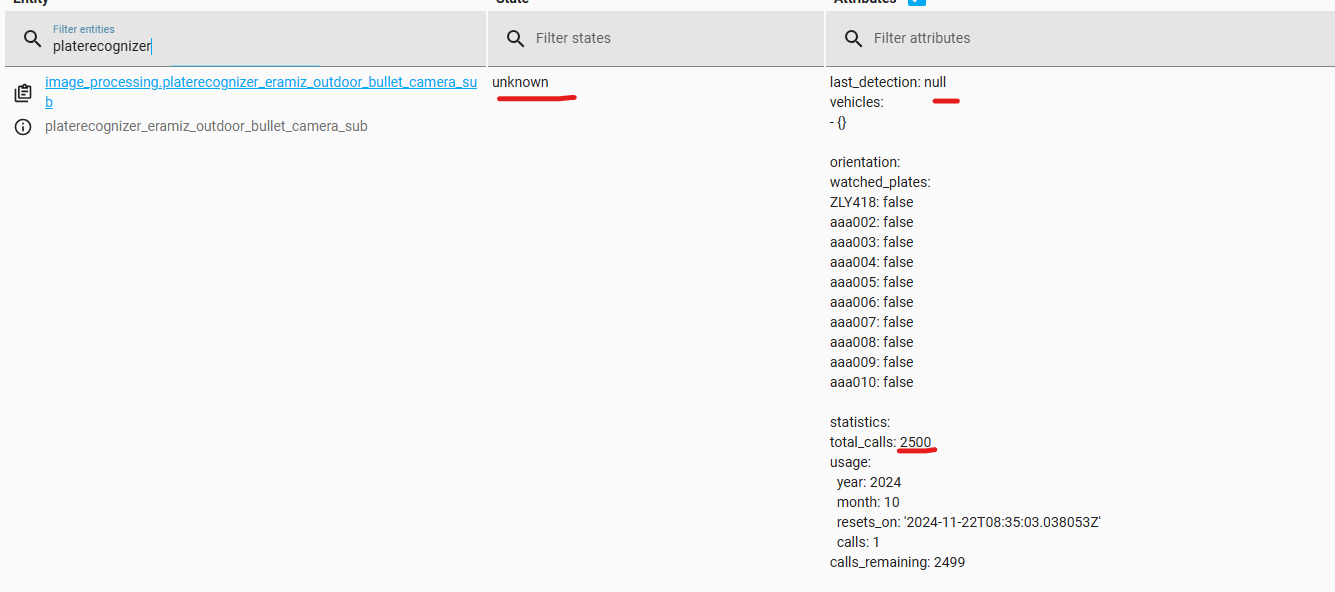 Entity State Attributes
Filter entities
platerecognizer Filter states Filter attributes
image_processing.platerecognizer_eramiz_outdoor_bullet_camera_su
b
platerecognizer_eramiz_outdoor_bullet_camera_sub
unknown
last_detection: null
vehicles:
- {}
orientation:
watched_plates:
ZLY418: false
aaa002: false
aaa003: false
aaa004: false
aaa005: false
aaa006: false
aaa007: false
aaa008: false
aaa009: false
aaa010: false
statistics:
total_calls: 2500
usage:
year: 2024
month: 10
resets_on: '2024-11-22T08:35:03.038053Z'
calls: 1
calls_remaining: 2499